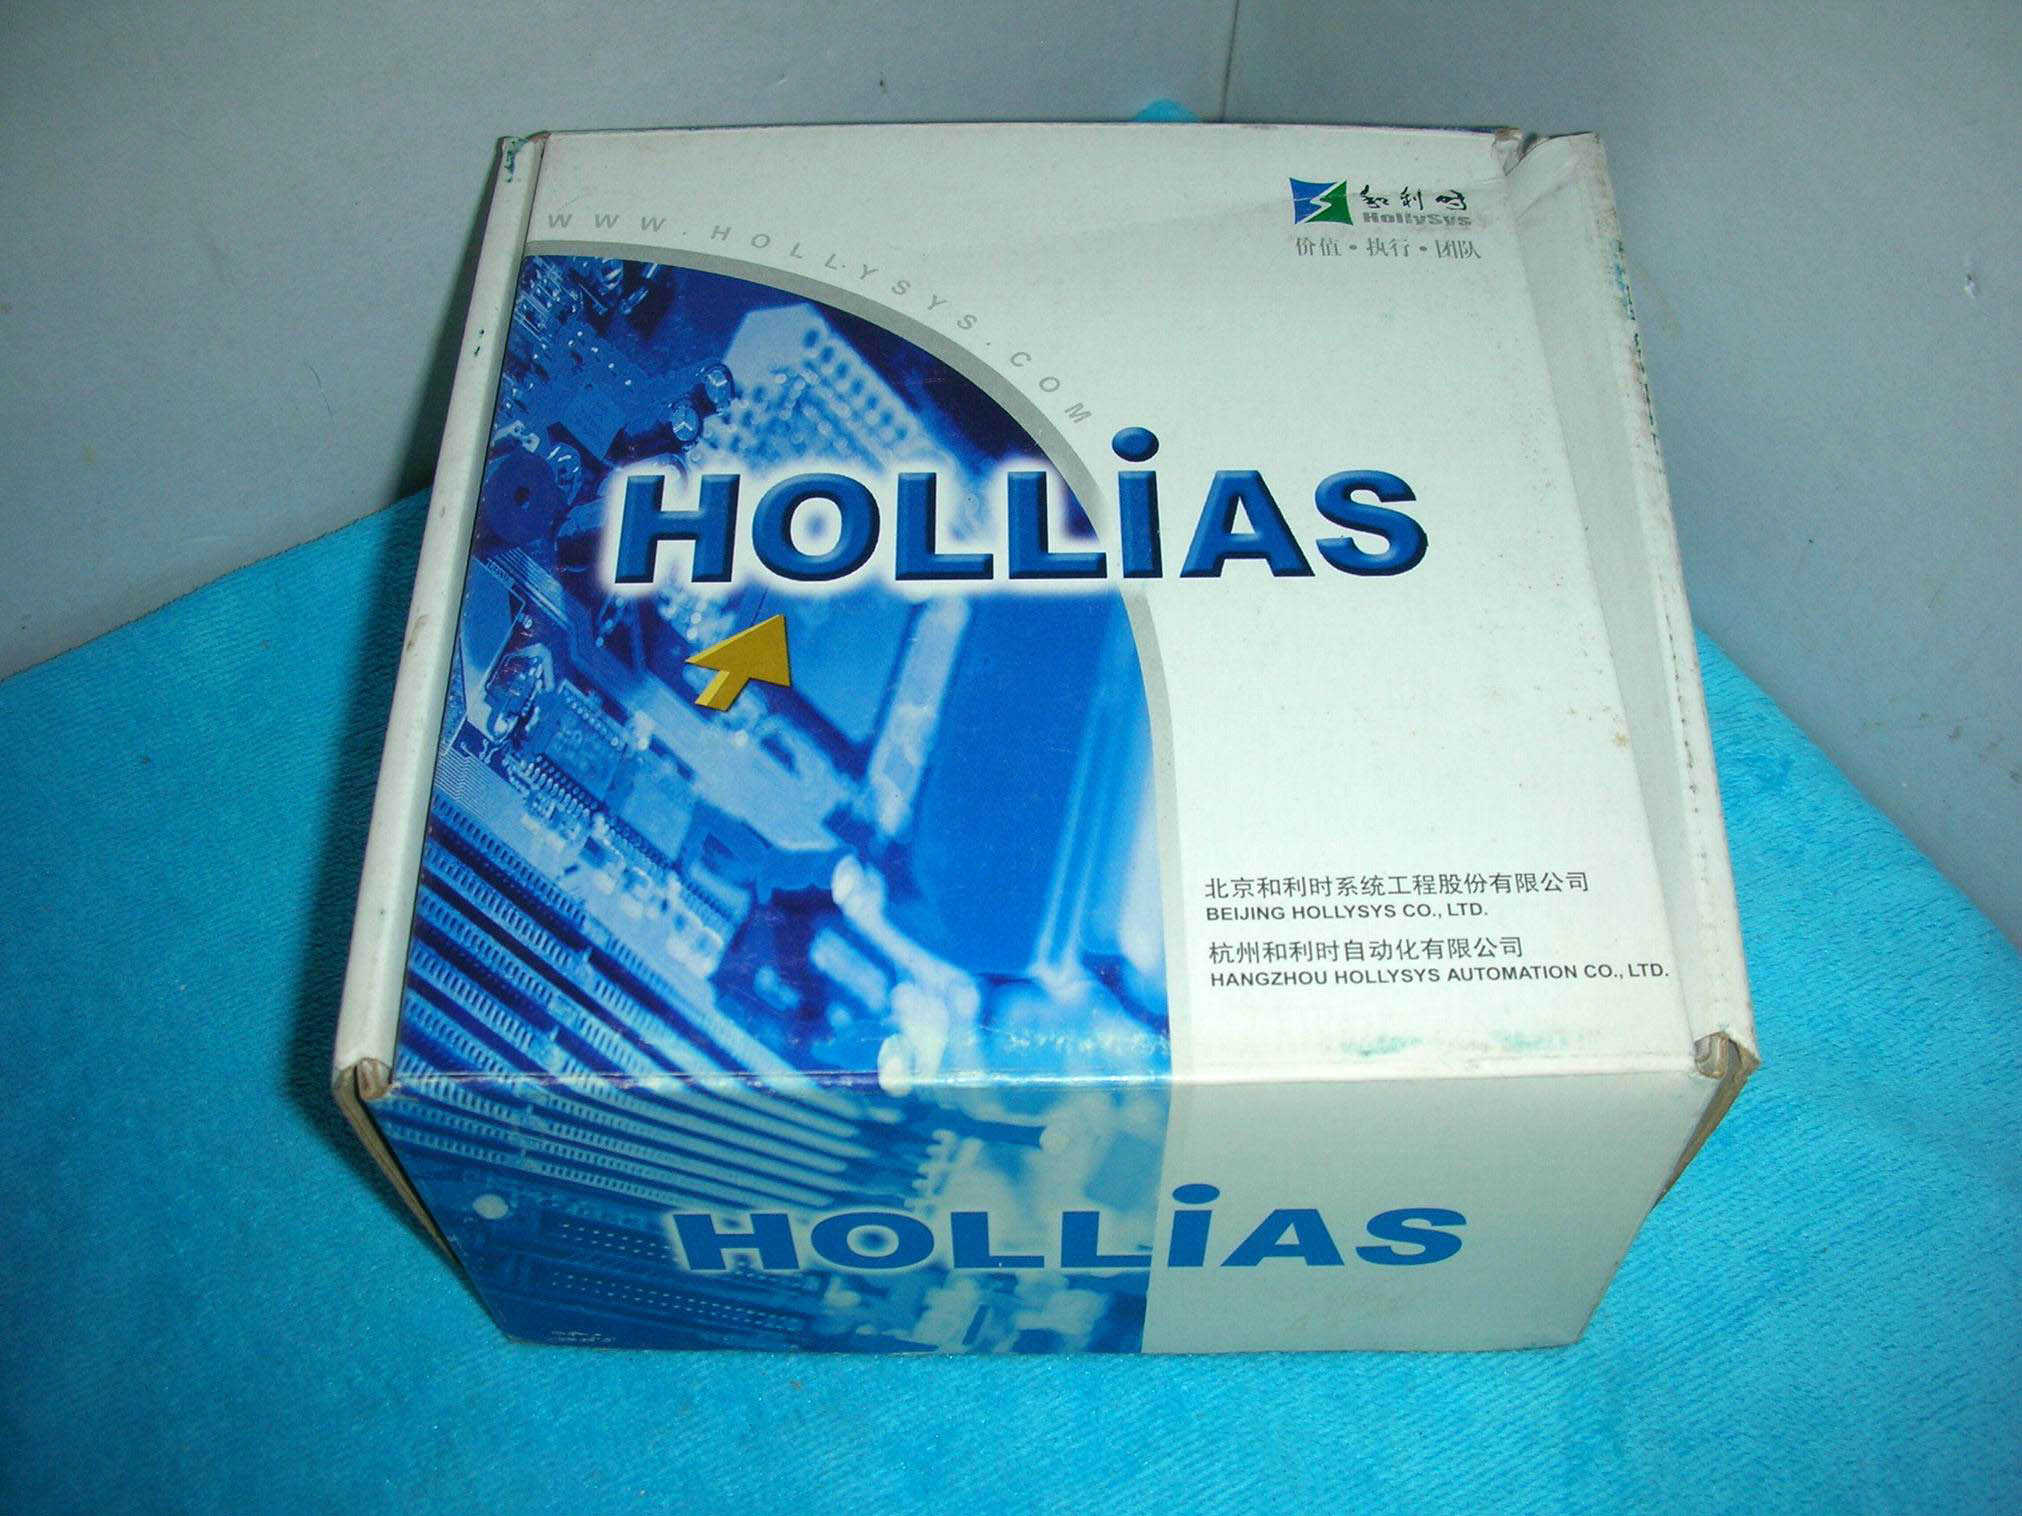 和利时
HollySys
价值·执行·团队
WWW.HOLLYSYS.COM
HOLLiAS
北京和利时系统工程股份有限公司
BEIJING HOLLYSYS CO., LTD.
杭州和利时自动化有限公司
HANGZHOU HOLLYSYS AUTOMATION CO., LTD.
HOLLiAS